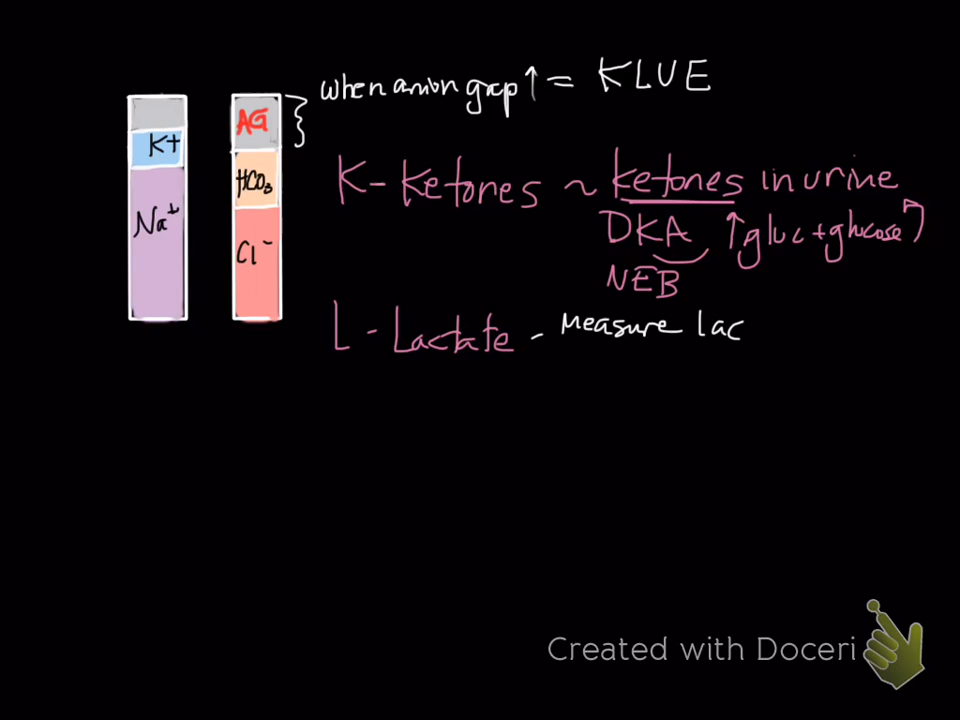 when anion gap ↑ = KLUE
K+
AG
HCO₃
Na⁺
Cl⁻
K - Ketones ~ ketones in urine
DKA ↑gluc + glucose
NEB
L - Lactate - measure lac
Created with Doceri